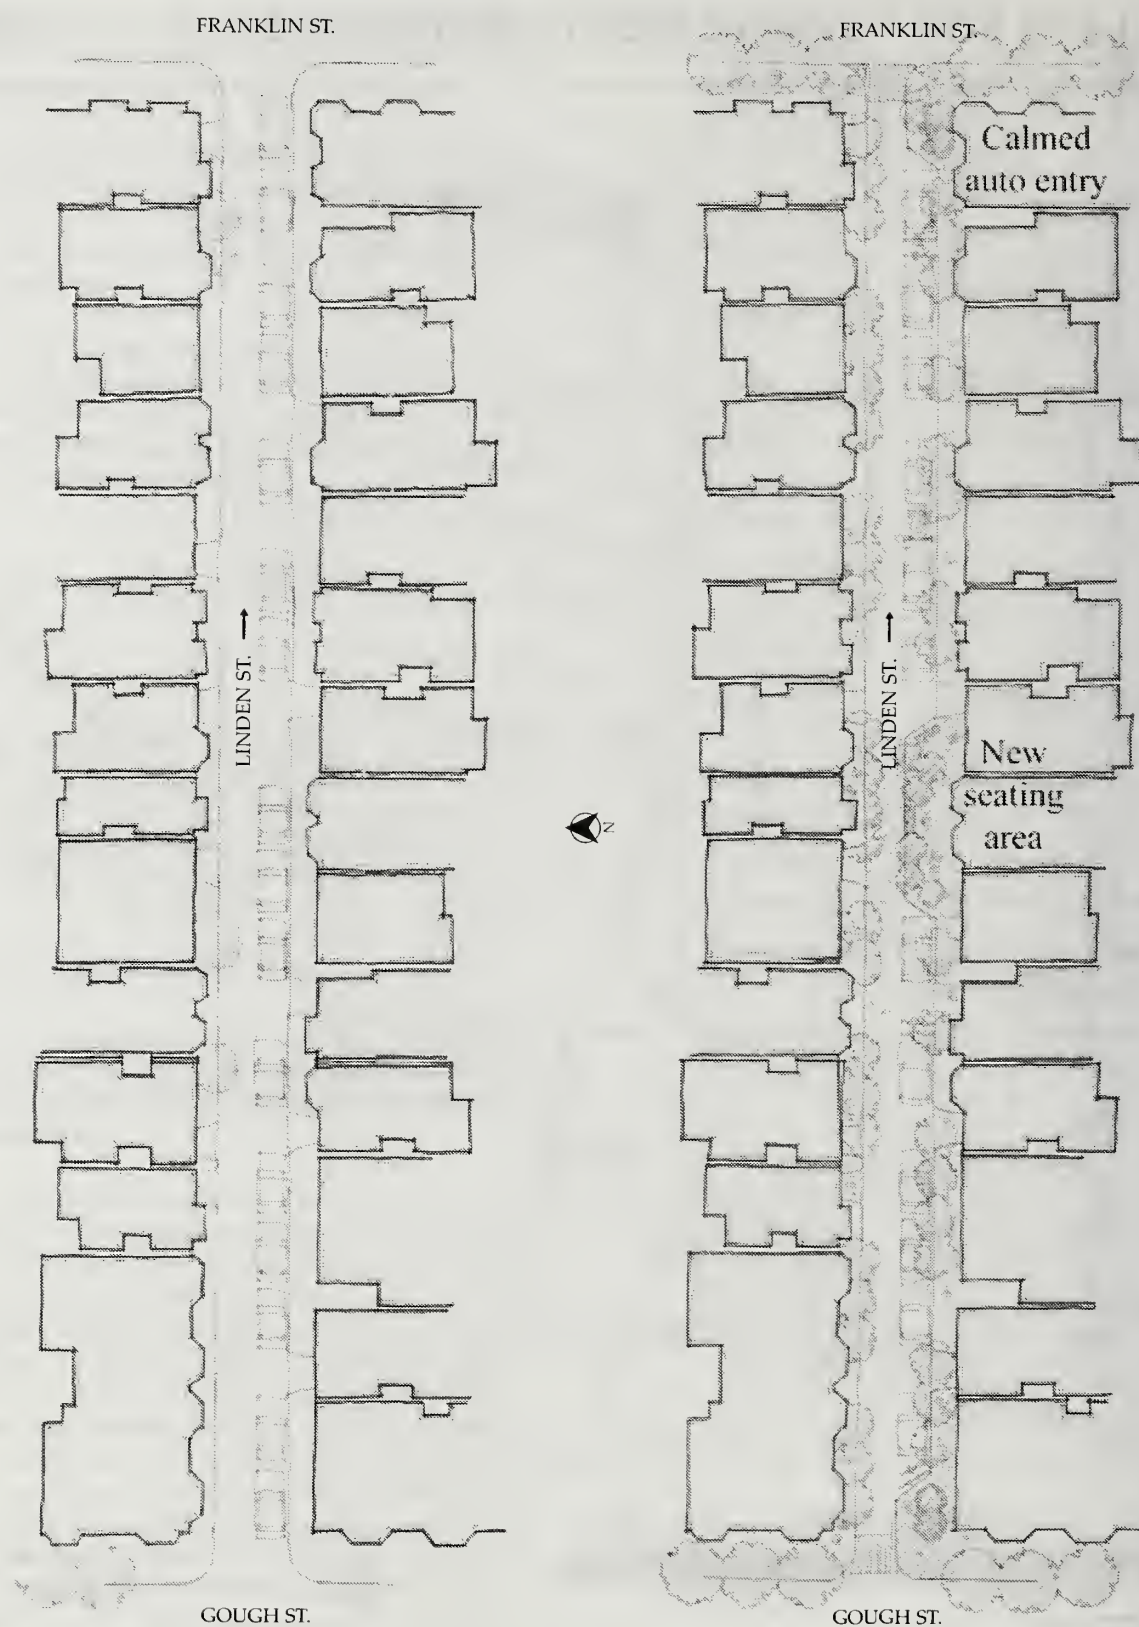 FRANKLIN ST.
FRANKLIN ST.
Calmed
auto entry
LINDEN ST.
LINDEN ST.
New
seating
area
N
GOUGH ST.
GOUGH ST.